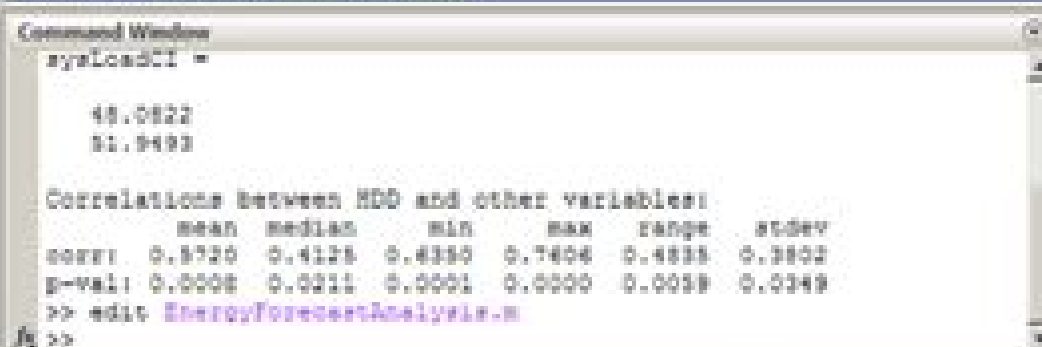 Command Window
sysLoadCI =
48.0822
51.9493
Correlations between HDD and other variables:
mean median min max range stdev
corr: 0.5720 0.4125 0.6350 0.7606 0.4835 0.3802
p-val: 0.0008 0.0211 0.0001 0.0000 0.0059 0.0349
>> edit EnergyForecastAnalysis.m
fx >>